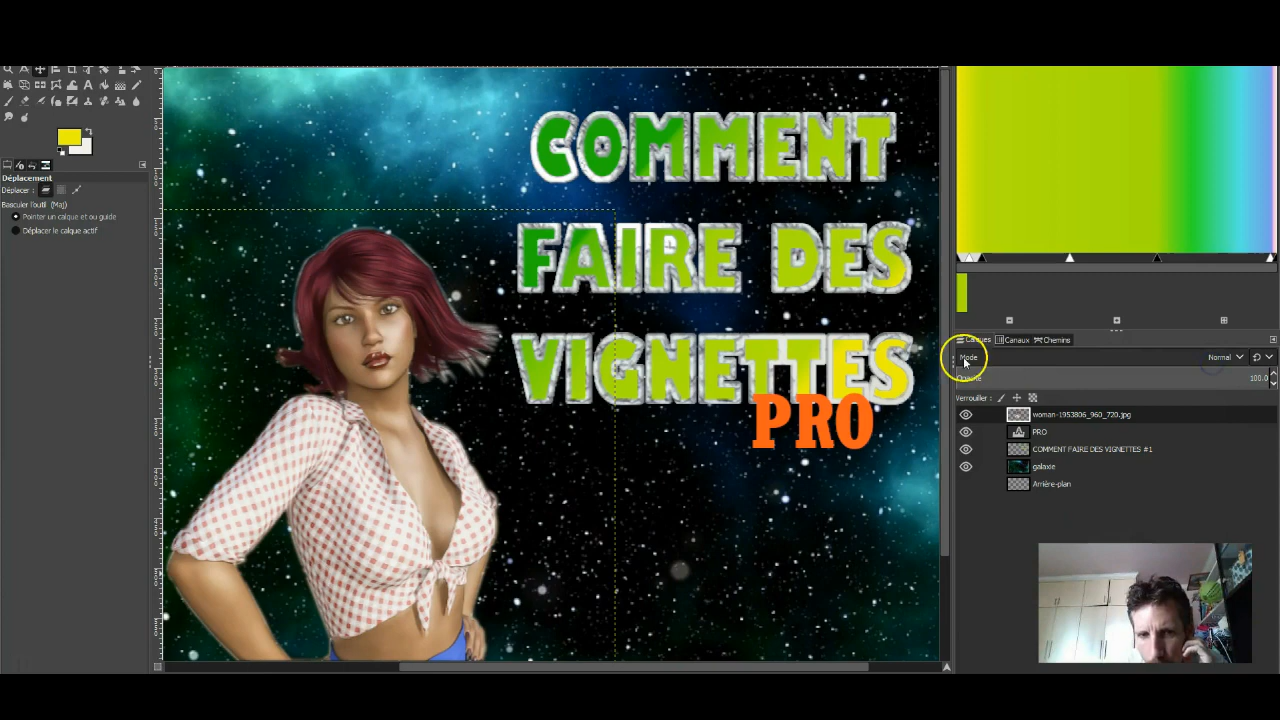 COMMENT
FAIRE DES
VIGNETTES
PRO
Déplacement
Déplacer :
Basculer l'outil (Maj)
Pointer un calque et ou guide
Déplacer le calque actif
Calques Canaux Chemins
Mode Normal
100.0
Verrouiller :
woman-1953806_960_720.jpg
PRO
COMMENT FAIRE DES VIGNETTES #1
galaxie
Arrière-plan